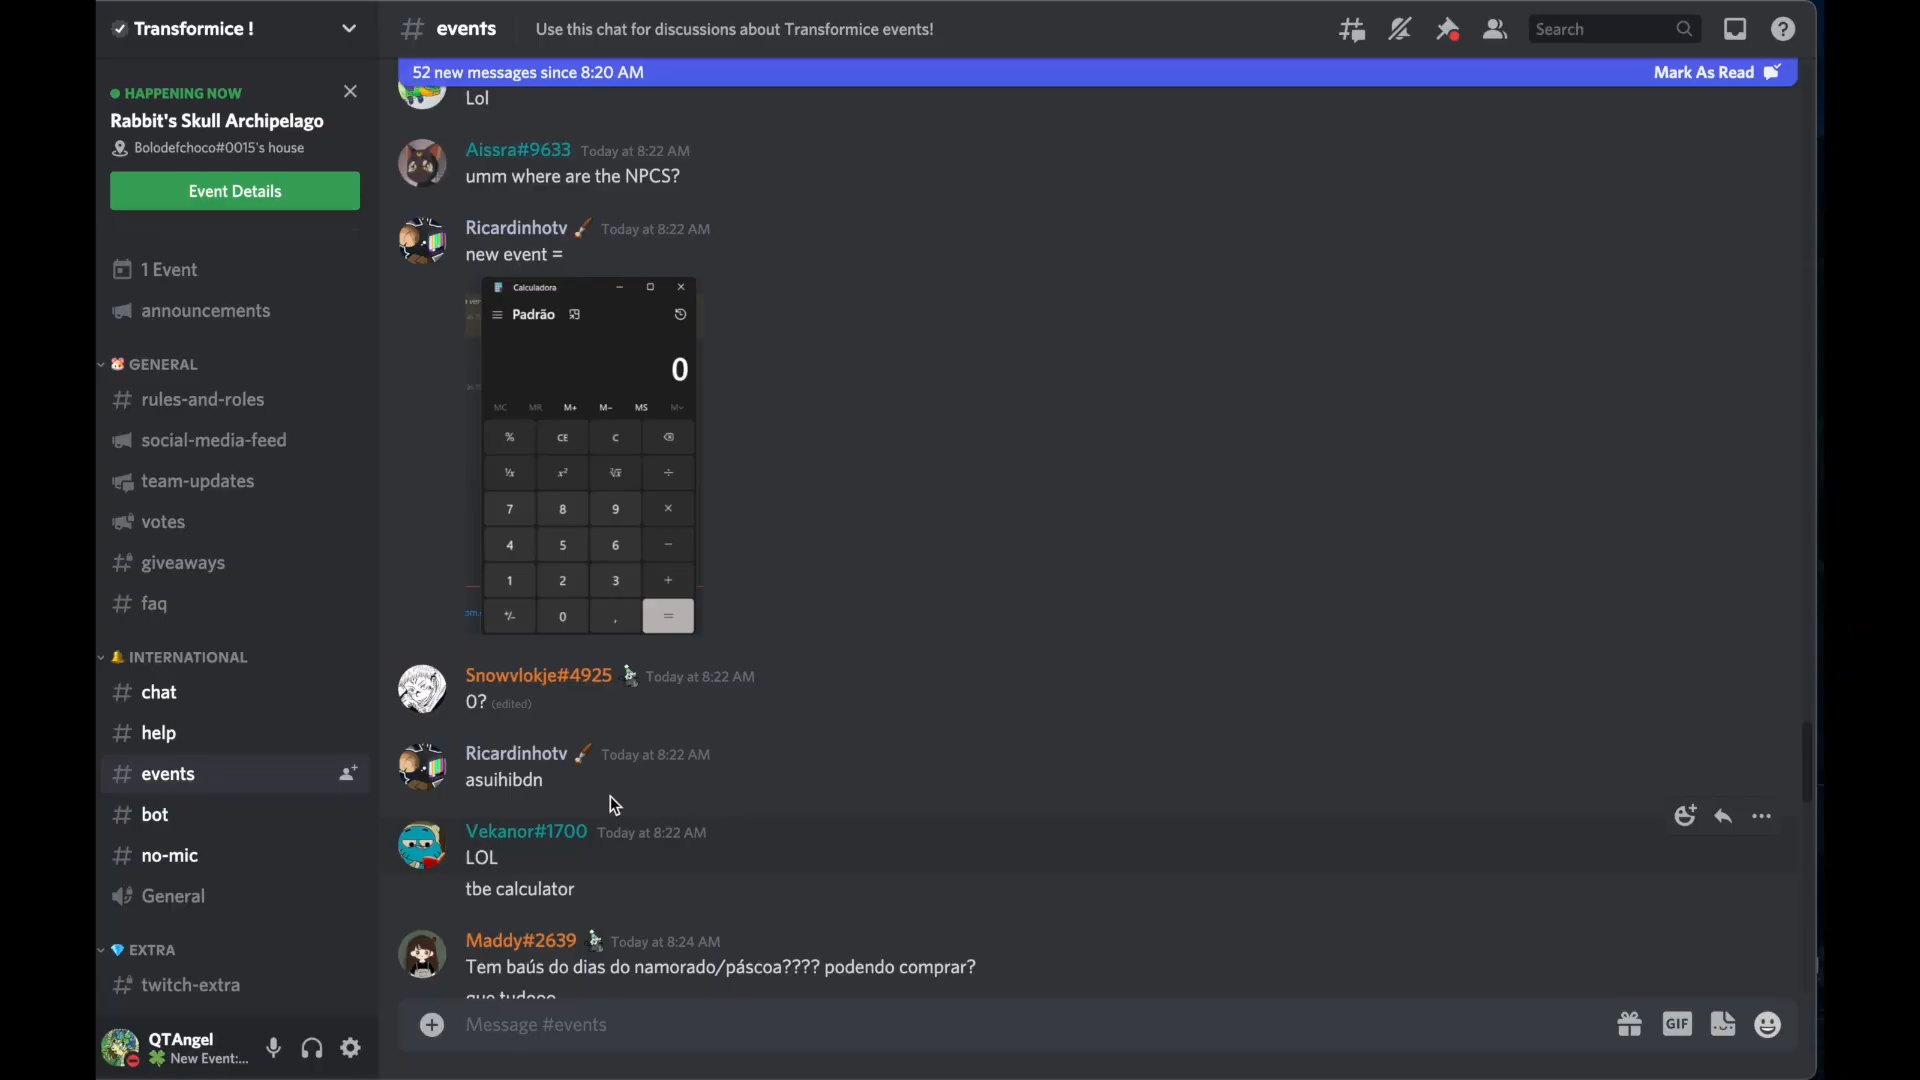 Transformice !
HAPPENING NOW
Rabbit's Skull Archipelago
Bolodefchoco#0015's house
Event Details
1 Event
announcements
GENERAL
rules-and-roles
social-media-feed
team-updates
votes
giveaways
faq
INTERNATIONAL
chat
help
events
bot
no-mic
General
EXTRA
twitch-extra
QTAngel
New Event:...
events
Use this chat for discussions about Transformice events!
Search
52 new messages since 8:20 AM
Mark As Read
Lol
Aissra#9633 Today at 8:22 AM
umm where are the NPCS?
Ricardinhotv Today at 8:22 AM
new event =
Calculadora
Padrão
0
MC MR M+ M- MS M˅
% CE C
⅟x x² ²√x ÷
7 8 9 ×
4 5 6 −
1 2 3 +
+/- 0 , =
Snowvlokje#4925 Today at 8:22 AM
0? (edited)
Ricardinhotv Today at 8:22 AM
asuihibdn
Vekanor#1700 Today at 8:22 AM
LOL
tbe calculator
Maddy#2639 Today at 8:24 AM
Tem baús do dias do namorado/páscoa???? podendo comprar?
que tudooo
Message #events
GIF